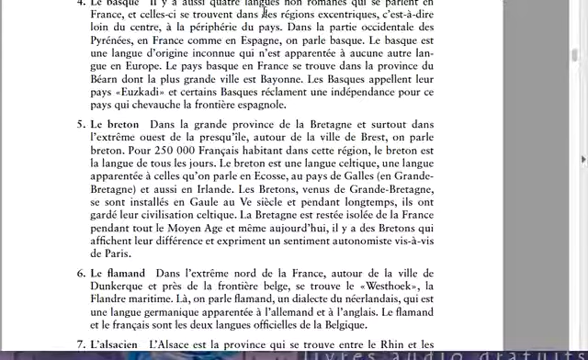 4. Le basque Il y a aussi quatre langues non romanes qui se parlent en
France, et celles-ci se trouvent dans des régions excentriques, c'est-à-dire
loin du centre, à la périphérie du pays. Dans la partie occidentale des
Pyrénées, en France comme en Espagne, on parle basque. Le basque est
une langue d'origine inconnue qui n'est apparentée à aucune autre lan-
gue en Europe. Le pays basque en France se trouve dans la province du
Béarn dont la plus grande ville est Bayonne. Les Basques appellent leur
pays «Euzkadi» et certains Basques réclament une indépendance pour ce
pays qui chevauche la frontière espagnole.
5. Le breton Dans la grande province de la Bretagne et surtout dans
l'extrême ouest de la presqu'île, autour de la ville de Brest, on parle
breton. Pour 250 000 Français habitant dans cette région, le breton est
la langue de tous les jours. Le breton est une langue celtique, une langue
apparentée à celles qu'on parle en Ecosse, au pays de Galles (en Grande-
Bretagne) et aussi en Irlande. Les Bretons, venus de Grande-Bretagne,
se sont installés en Gaule au Ve siècle et pendant longtemps, ils ont
gardé leur civilisation celtique. La Bretagne est restée isolée de la France
pendant tout le Moyen Age et même aujourd'hui, il y a des Bretons qui
affichent leur différence et expriment un sentiment autonomiste vis-à-vis
de Paris.
6. Le flamand Dans l'extrême nord de la France, autour de la ville de
Dunkerque et près de la frontière belge, se trouve le «Westhoek», la
Flandre maritime. Là, on parle flamand, un dialecte du néerlandais, qui est
une langue germanique apparentée à l'allemand et à l'anglais. Le flamand
et le français sont les deux langues officielles de la Belgique.
7. L'alsacien L'Alsace est la province qui se trouve entre le Rhin et les
livres audio gratuits